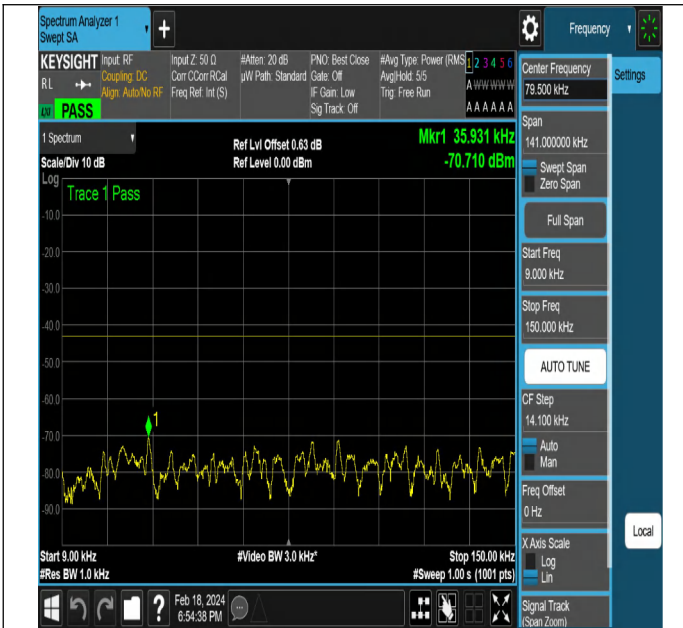 Spectrum Analyzer 1
Swept SA
+
Frequency
KEYSIGHT
Input: RF
Coupling: DC
Align: Auto/No RF
Input Z: 50 Ω
Corr CCorr RCal
Freq Ref: Int (S)
#Atten: 20 dB
µW Path: Standard
PNO: Best Close
Gate: Off
IF Gain: Low
Sig Track: Off
#Avg Type: Power (RMS
Avg|Hold: 5/5
Trig: Free Run
1 2 3 4 5 6
A W W W W W
A A A A A A
R L
LXI PASS
1 Spectrum
Scale/Div 10 dB
Log
Ref Lvl Offset 0.63 dB
Ref Level 0.00 dBm
Mkr1 35.931 kHz
-70.710 dBm
Trace 1 Pass
-10.0
-20.0
-30.0
-40.0
-50.0
-60.0
-70.0
-80.0
-90.0
1
Start 9.00 kHz
#Res BW 1.0 kHz
#Video BW 3.0 kHz*
Stop 150.00 kHz
#Sweep 1.00 s (1001 pts)
?
Feb 18, 2024
6:54:38 PM
Center Frequency
79.500 kHz
Span
141.000000 kHz
Swept Span
Zero Span
Full Span
Start Freq
9.000 kHz
Stop Freq
150.000 kHz
AUTO TUNE
CF Step
14.100 kHz
Auto
Man
Freq Offset
0 Hz
X Axis Scale
Log
Lin
Signal Track
(Span Zoom)
Settings
Local